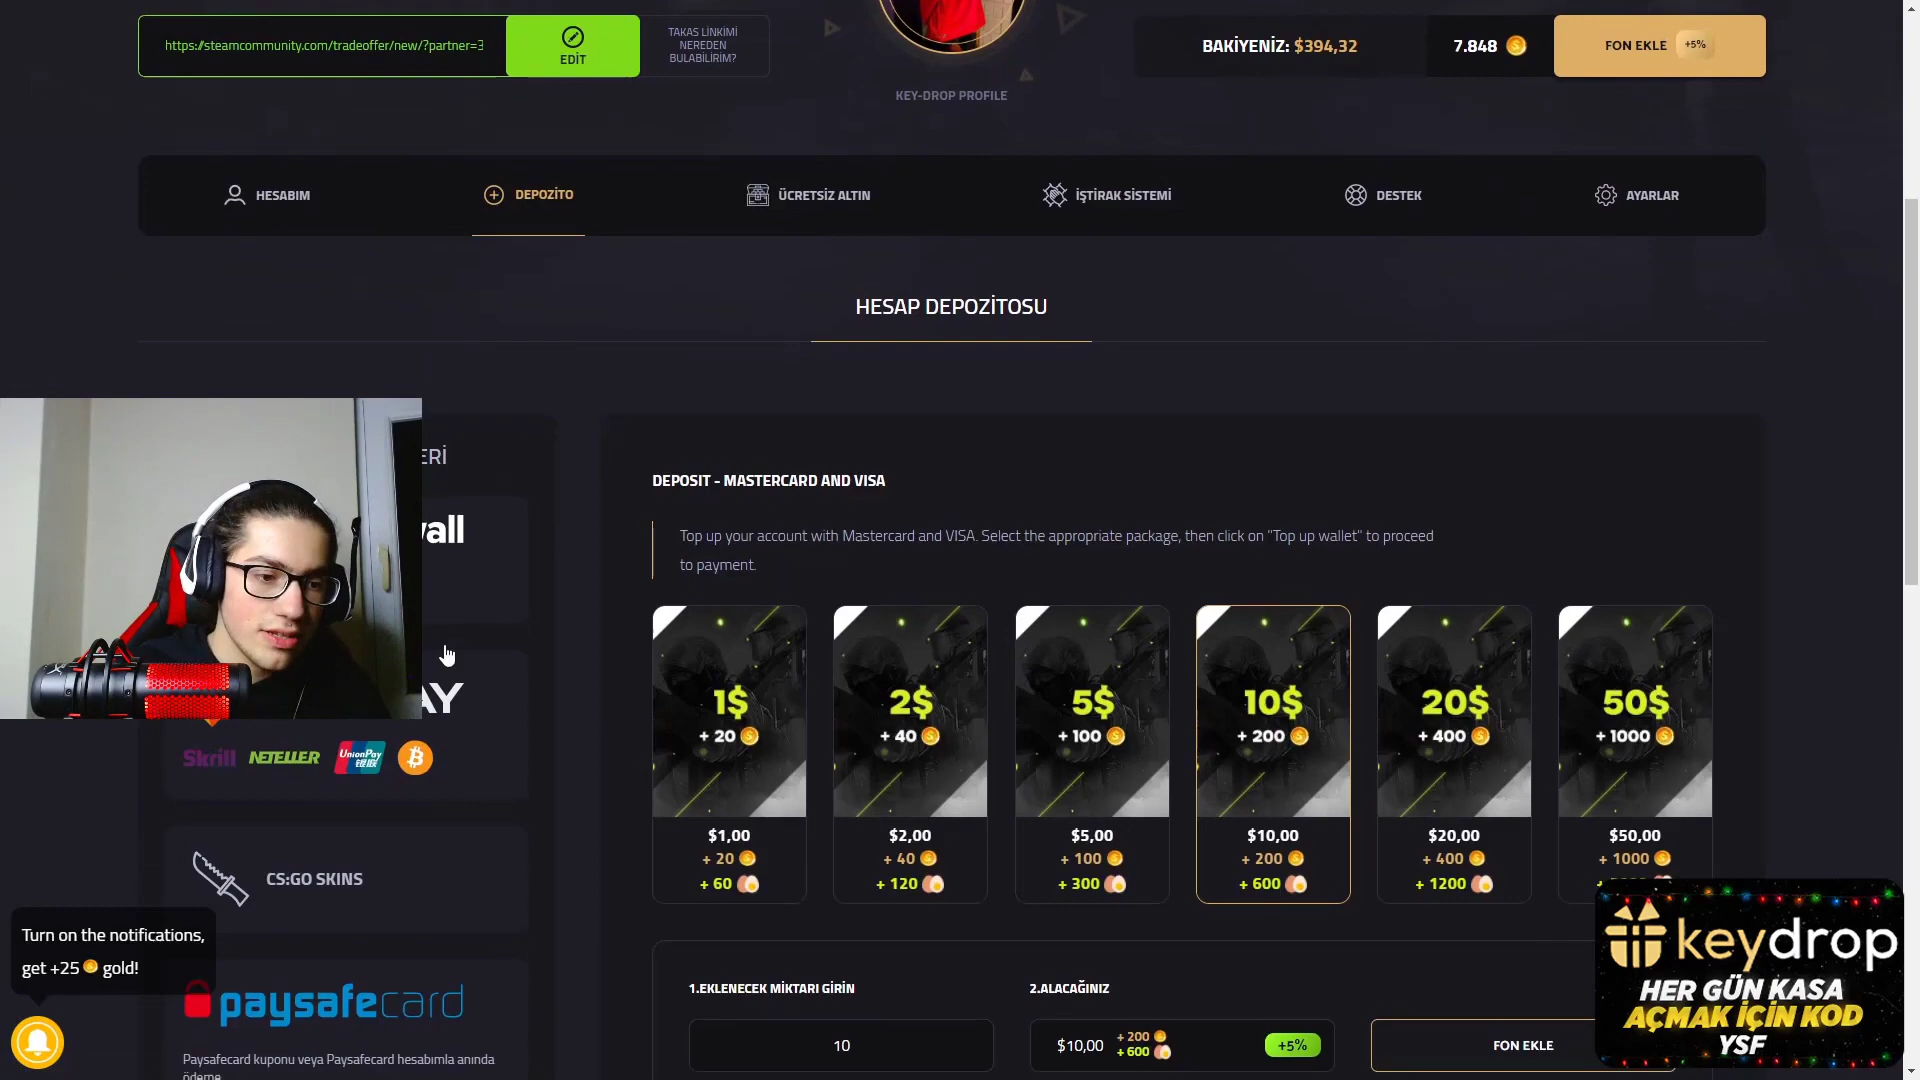 https://steamcommunity.com/tradeoffer/new/?partner=3
EDIT
TAKAS LİNKİMİ
NEREDEN
BULABİLİRİM?
BAKİYENİZ: $394,32
7.848
FON EKLE +5%
KEY-DROP PROFILE
HESABIM
DEPOZİTO
ÜCRETSİZ ALTIN
İŞTİRAK SİSTEMİ
DESTEK
AYARLAR
HESAP DEPOZİTOSU
ERİ
all
AY
Skrill NETELLER UnionPay 银联
CS:GO SKINS
Turn on the notifications,
get +25 gold!
paysafecard
Paysafecard kuponu veya Paysafecard hesabımla anında
ödeme
DEPOSIT - MASTERCARD AND VISA
Top up your account with Mastercard and VISA. Select the appropriate package, then click on "Top up wallet" to proceed
to payment.
1$
+ 20
$1,00
+ 20
+ 60
2$
+ 40
$2,00
+ 40
+ 120
5$
+ 100
$5,00
+ 100
+ 300
10$
+ 200
$10,00
+ 200
+ 600
20$
+ 400
$20,00
+ 400
+ 1200
50$
+ 1000
$50,00
+ 1000
1.EKLENECEK MİKTARI GİRİN
10
2.ALACAĞINIZ
$10,00
+ 200
+ 600
+5%
FON EKLE
keydrop
HER GÜN KASA
AÇMAK İÇİN KOD
YSF